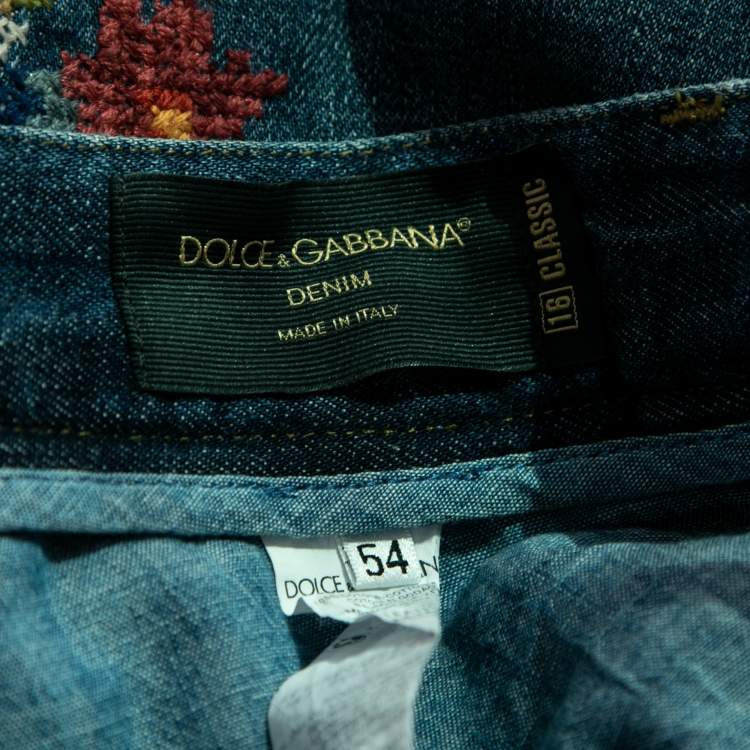 DOLCE & GABBANA®
DENIM
MADE IN ITALY
16 CLASSIC
54
DOLCE